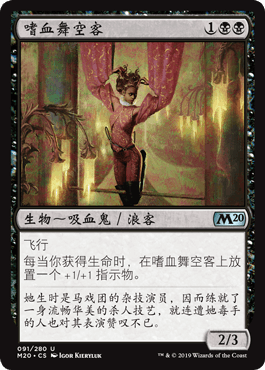 嗜血舞空客 1
生物~吸血鬼 / 浪客 M20
飞行
每当你获得生命时,在嗜血舞空客上放
置一个 +1/+1 指示物。
她生时是马戏团的杂技演员,因而练就了
一身流畅华美的杀人技艺,就连遭她毒手
的人也对其表演赞叹不已。
2/3
091/280 U
M20 • CS IGOR KIERYLUK
™ & © 2019 Wizards of the Coast